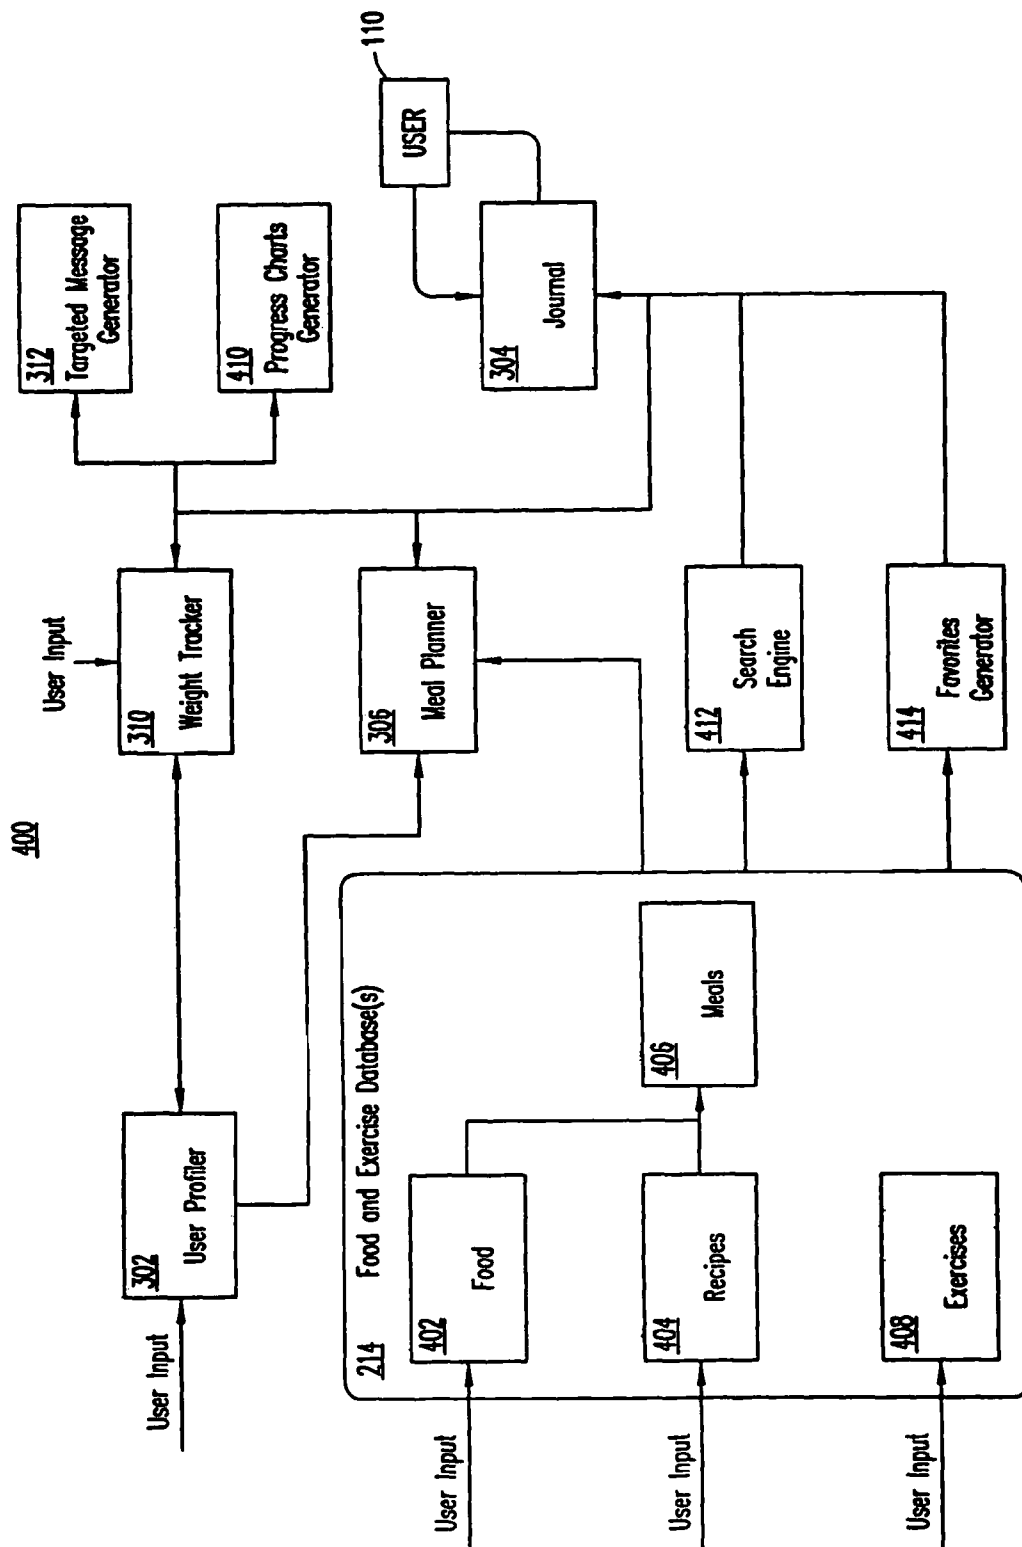 400
User Input
302
User Profiler
User Input
310
Weight Tracker
312
Targeted Message
Generator
410
Progress Charts
Generator
306
Meal Planner
USER
110
304
Journal
214
Food and Exercise Database(s)
User Input
402
Food
User Input
404
Recipes
406
Meals
User Input
408
Exercises
412
Search
Engine
414
Favorites
Generator